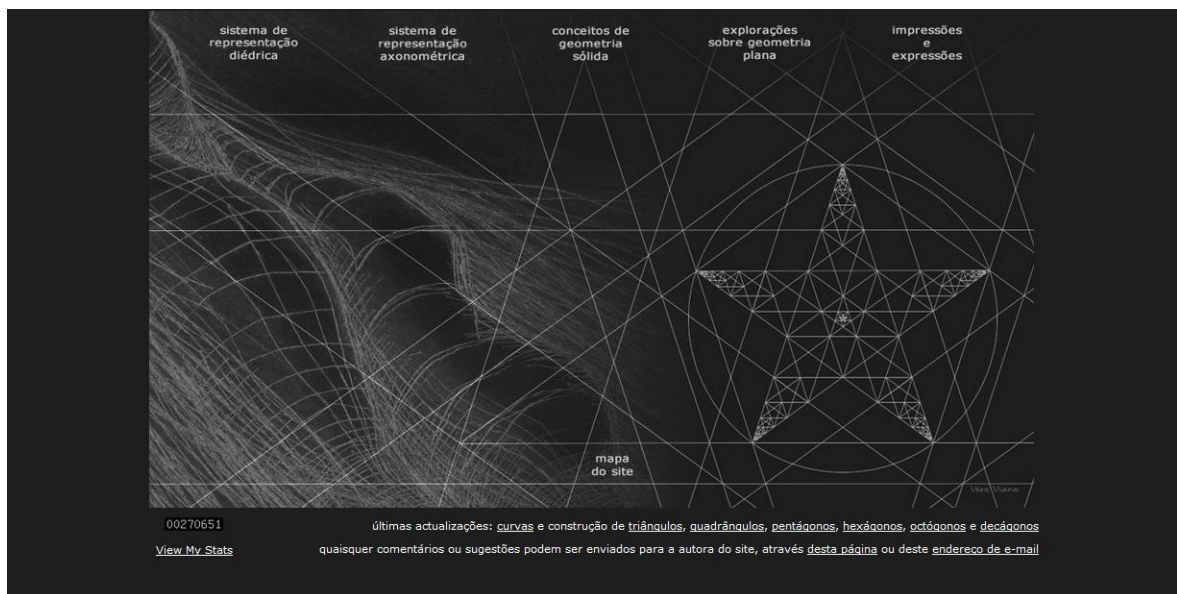 sistema de
representação
diédrica
sistema de
representação
axonométrica
conceitos de
geometria
sólida
explorações
sobre geometria
plana
impressões
e
expressões
mapa
do site
Vera Viana
00270651
últimas actualizações: curvas e construção de triângulos, quadrângulos, pentágonos, hexágonos, octógonos e decágonos
View My Stats
quaisquer comentários ou sugestões podem ser enviados para a autora do site, através desta página ou deste endereço de e-mail